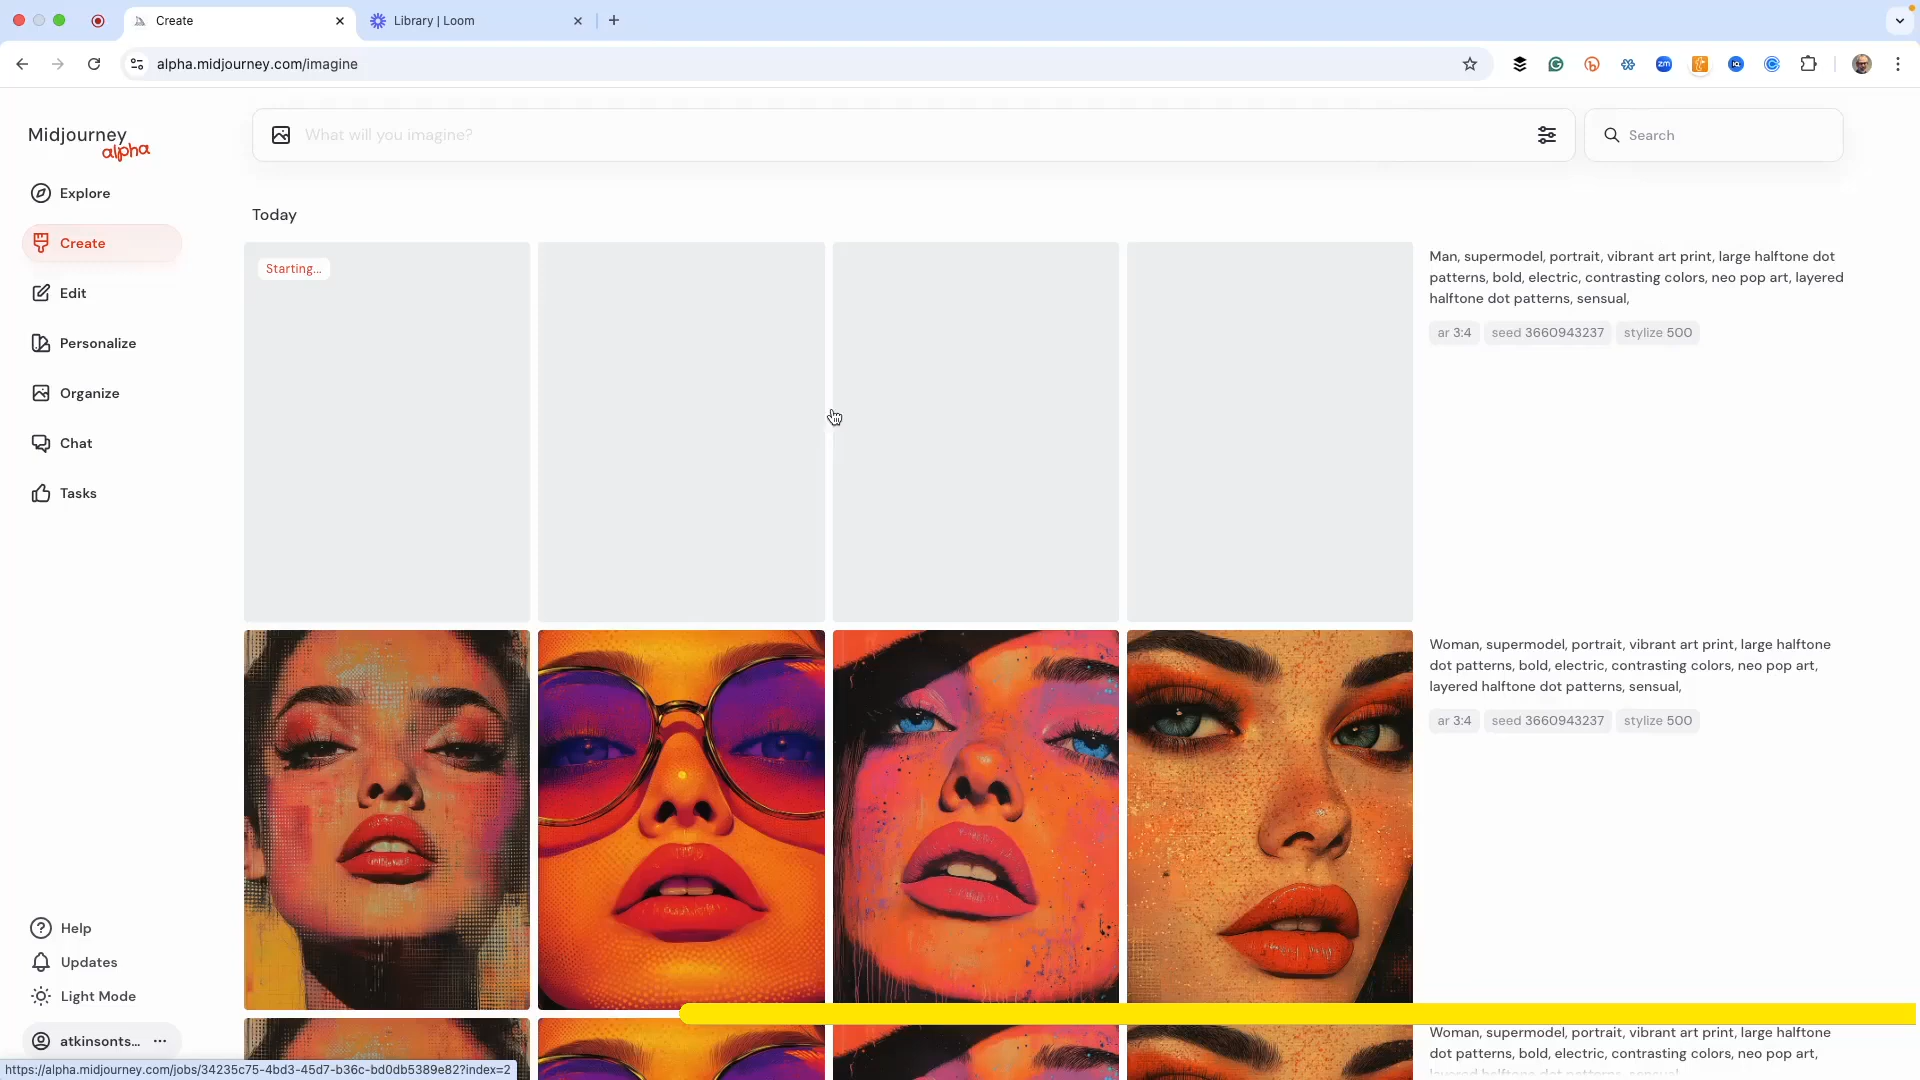 Create
Library | Loom
alpha.midjourney.com/imagine
Midjourney
alpha
What will you imagine?
Search
Explore
Create
Edit
Personalize
Organize
Chat
Tasks
Today
Starting...
Man, supermodel, portrait, vibrant art print, large halftone dot
patterns, bold, electric, contrasting colors, neo pop art, layered
halftone dot patterns, sensual,
ar 3:4 seed 3660943237 stylize 500
Woman, supermodel, portrait, vibrant art print, large halftone
dot patterns, bold, electric, contrasting colors, neo pop art,
layered halftone dot patterns, sensual,
ar 3:4 seed 3660943237 stylize 500
Woman, supermodel, portrait, vibrant art print, large halftone
dot patterns, bold, electric, contrasting colors, neo pop art,
layered halftone dot patterns, sensual,
Help
Updates
Light Mode
atkinsonts... ···
https://alpha.midjourney.com/jobs/34235c75-4bd3-45d7-b36c-bd0db5389e82?index=2